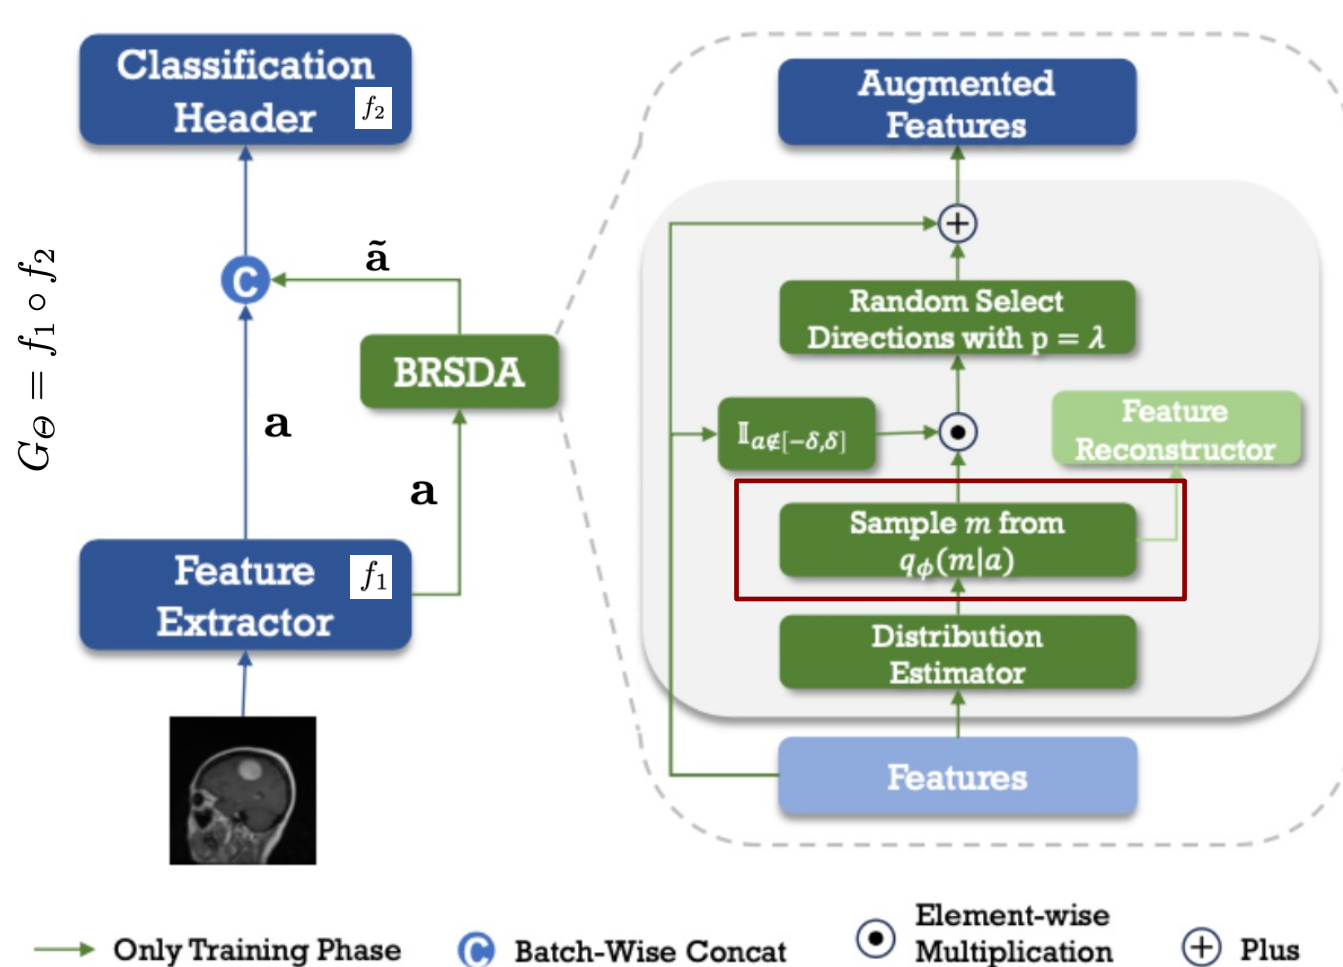 Classification
Header f₂
G_Θ = f₁ ∘ f₂
C
ã
BRSDA
a
a
Feature
Extractor f₁
Augmented
Features
+
Random Select
Directions with p = λ
𝕀_{a∉[−δ,δ]}
Feature
Reconstructor
Sample m from
q_ϕ(m|a)
Distribution
Estimator
Features
Only Training Phase
C Batch-Wise Concat
Element-wise
Multiplication
+ Plus